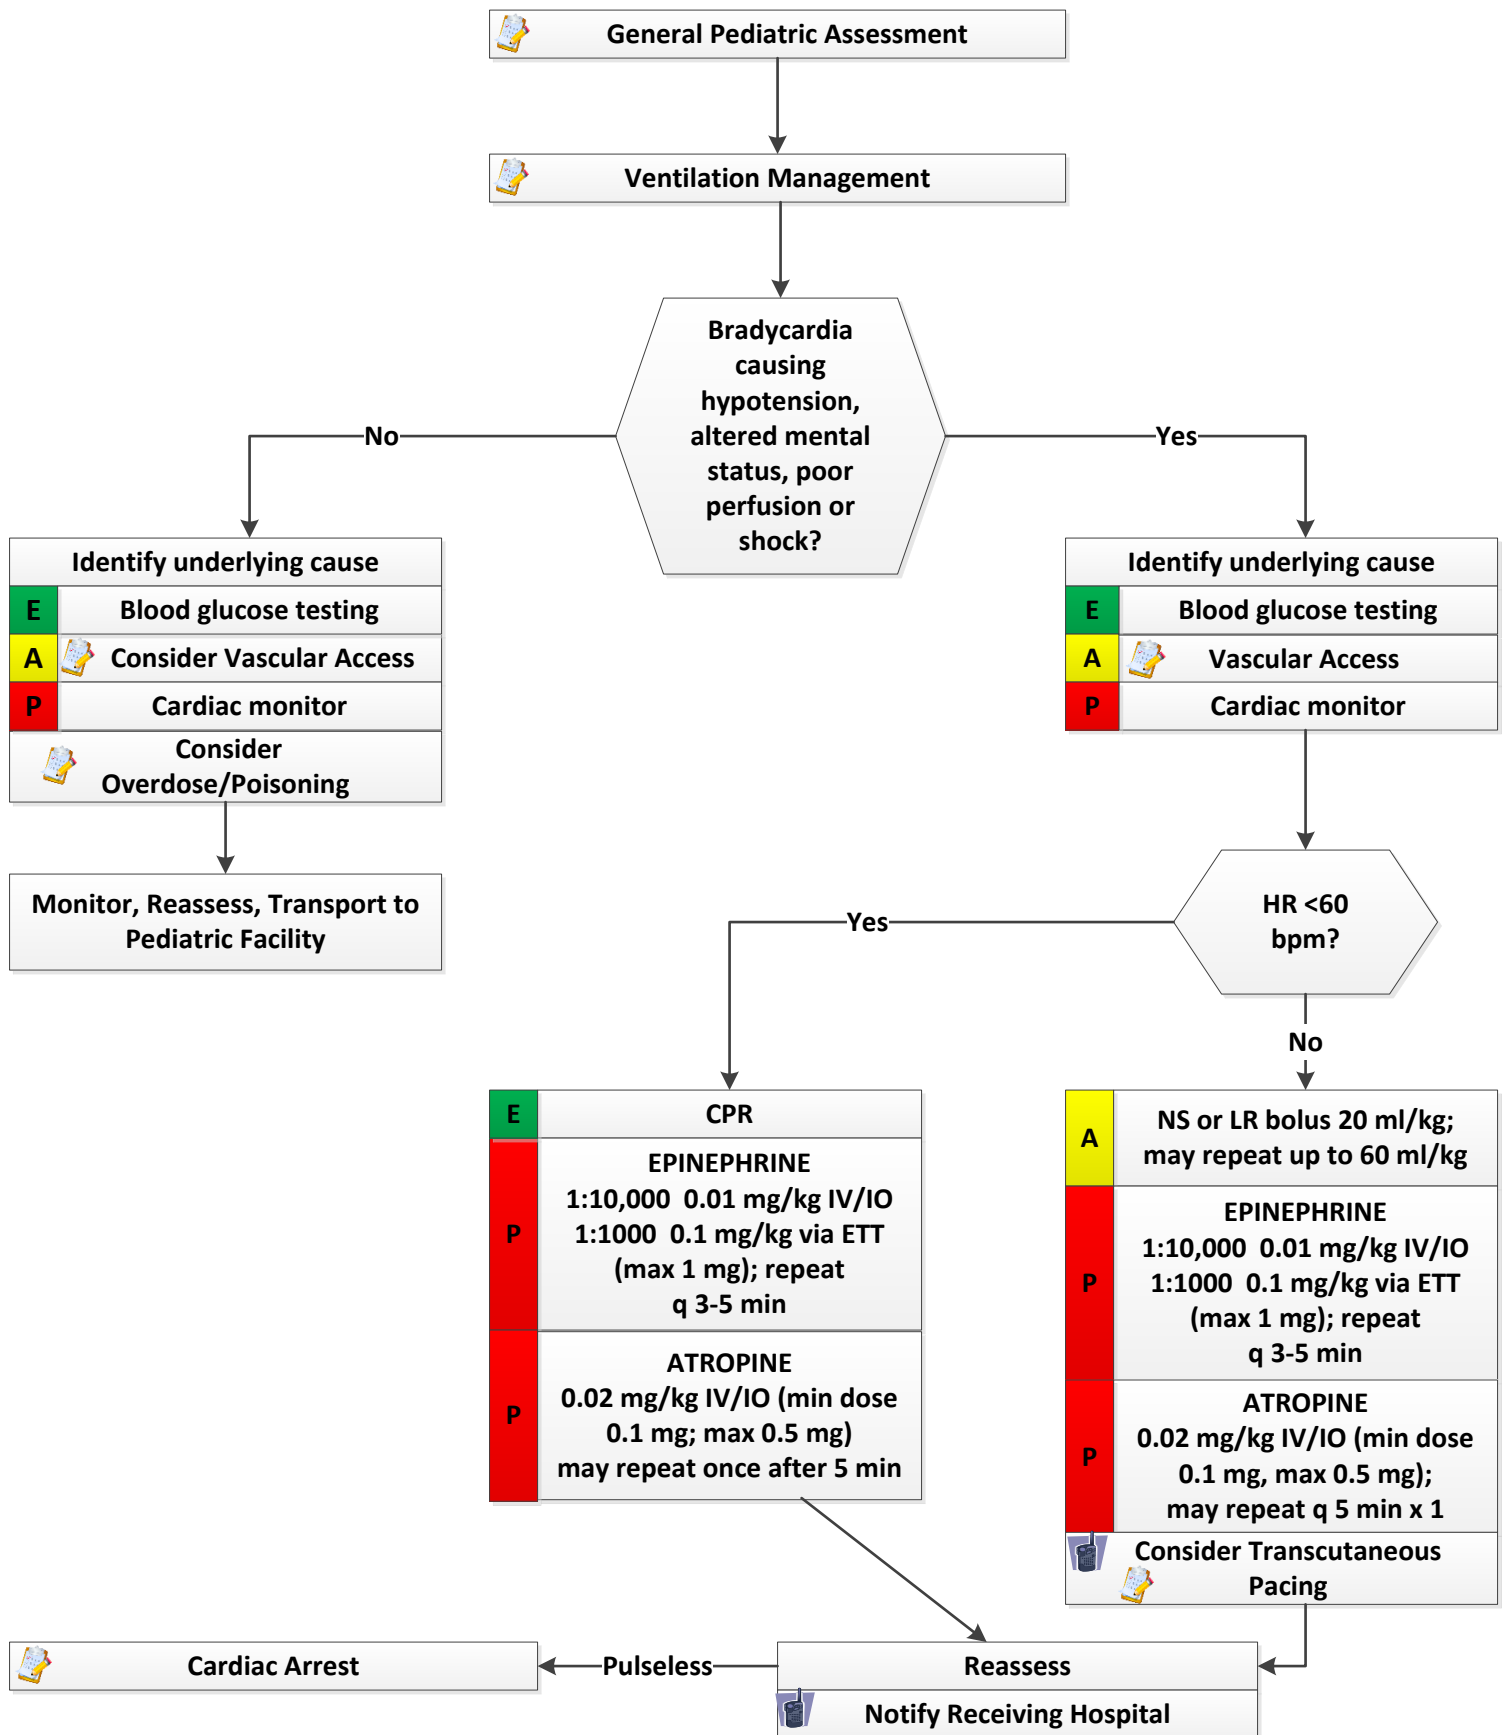 General Pediatric Assessment
Ventilation Management
Bradycardia
causing
hypotension,
altered mental
status, poor
perfusion or
shock?
No
Yes
Identify underlying cause
E Blood glucose testing
A Consider Vascular Access
P Cardiac monitor
Consider
Overdose/Poisoning
Monitor, Reassess, Transport to
Pediatric Facility
Identify underlying cause
E Blood glucose testing
A Vascular Access
P Cardiac monitor
HR <60
bpm?
Yes
No
E CPR
P
EPINEPHRINE
1:10,000 0.01 mg/kg IV/IO
1:1000 0.1 mg/kg via ETT
(max 1 mg); repeat
q 3-5 min
P
ATROPINE
0.02 mg/kg IV/IO (min dose
0.1 mg; max 0.5 mg)
may repeat once after 5 min
A
NS or LR bolus 20 ml/kg;
may repeat up to 60 ml/kg
P
EPINEPHRINE
1:10,000 0.01 mg/kg IV/IO
1:1000 0.1 mg/kg via ETT
(max 1 mg); repeat
q 3-5 min
P
ATROPINE
0.02 mg/kg IV/IO (min dose
0.1 mg, max 0.5 mg);
may repeat q 5 min x 1
Consider Transcutaneous
Pacing
Reassess
Notify Receiving Hospital
Pulseless
Cardiac Arrest